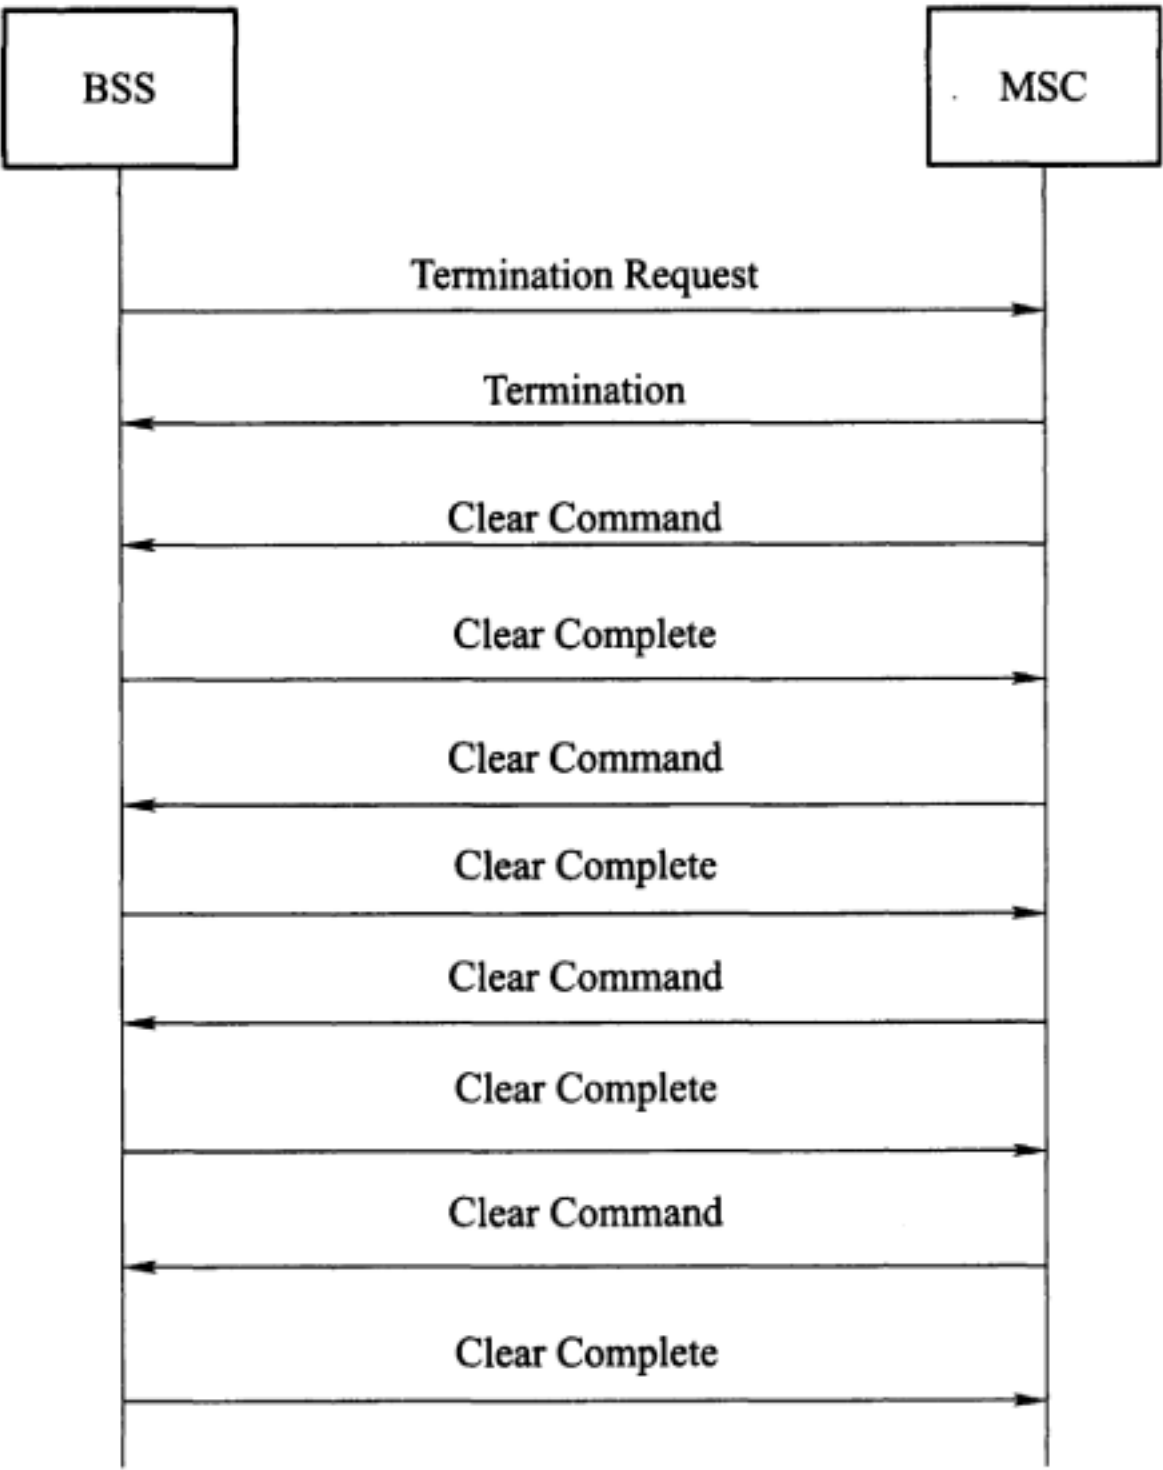 BSS
MSC
Termination Request
Termination
Clear Command
Clear Complete
Clear Command
Clear Complete
Clear Command
Clear Complete
Clear Command
Clear Complete